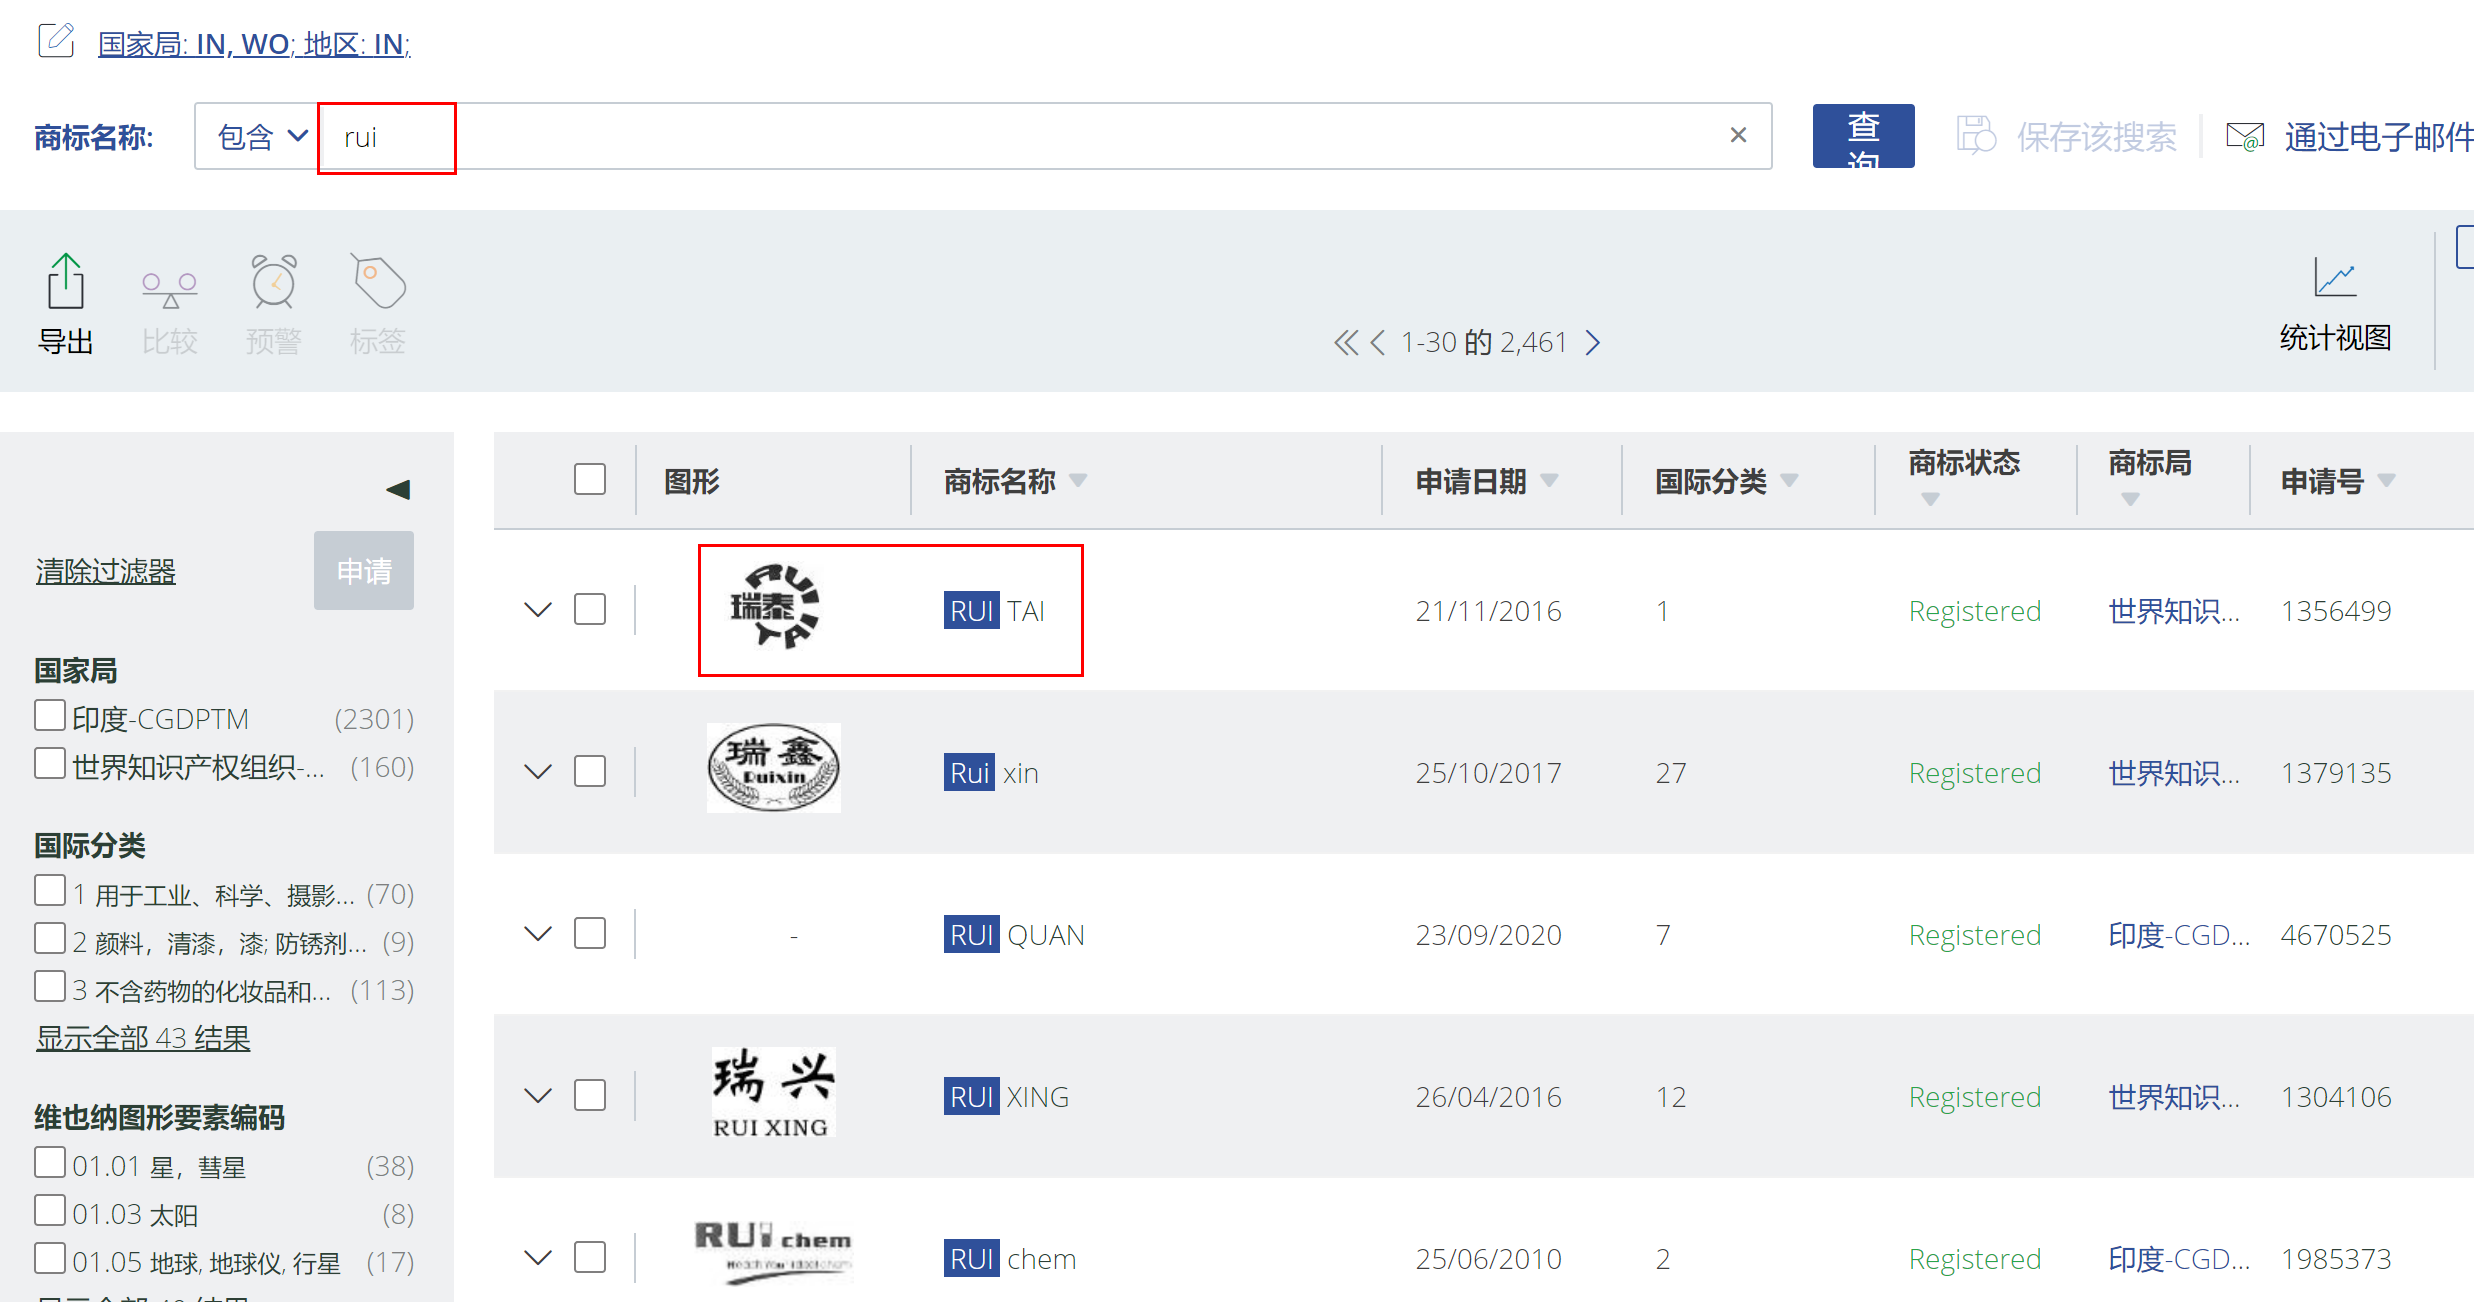 国家局: IN, WO; 地区: IN;
商标名称: 包含 rui × 查询 保存该搜索 通过电子邮件
导出 比较 预警 标签 1-30 的 2,461 统计视图
清除过滤器 申请
国家局
印度-CGDPTM (2301)
世界知识产权组织-... (160)
国际分类
1 用于工业、科学、摄影... (70)
2 颜料，清漆，漆; 防锈剂... (9)
3 不含药物的化妆品和... (113)
显示全部 43 结果
维也纳图形要素编码
01.01 星，彗星 (38)
01.03 太阳 (8)
01.05 地球, 地球仪, 行星 (17)
图形 商标名称 申请日期 国际分类 商标状态 商标局 申请号
RUI 瑞泰 TAI RUI TAI 21/11/2016 1 Registered 世界知识... 1356499
瑞鑫 Ruixin Rui xin 25/10/2017 27 Registered 世界知识... 1379135
- RUI QUAN 23/09/2020 7 Registered 印度-CGD... 4670525
瑞兴
RUI XING RUI XING 26/04/2016 12 Registered 世界知识... 1304106
RUi chem RUI chem 25/06/2010 2 Registered 印度-CGD... 1985373